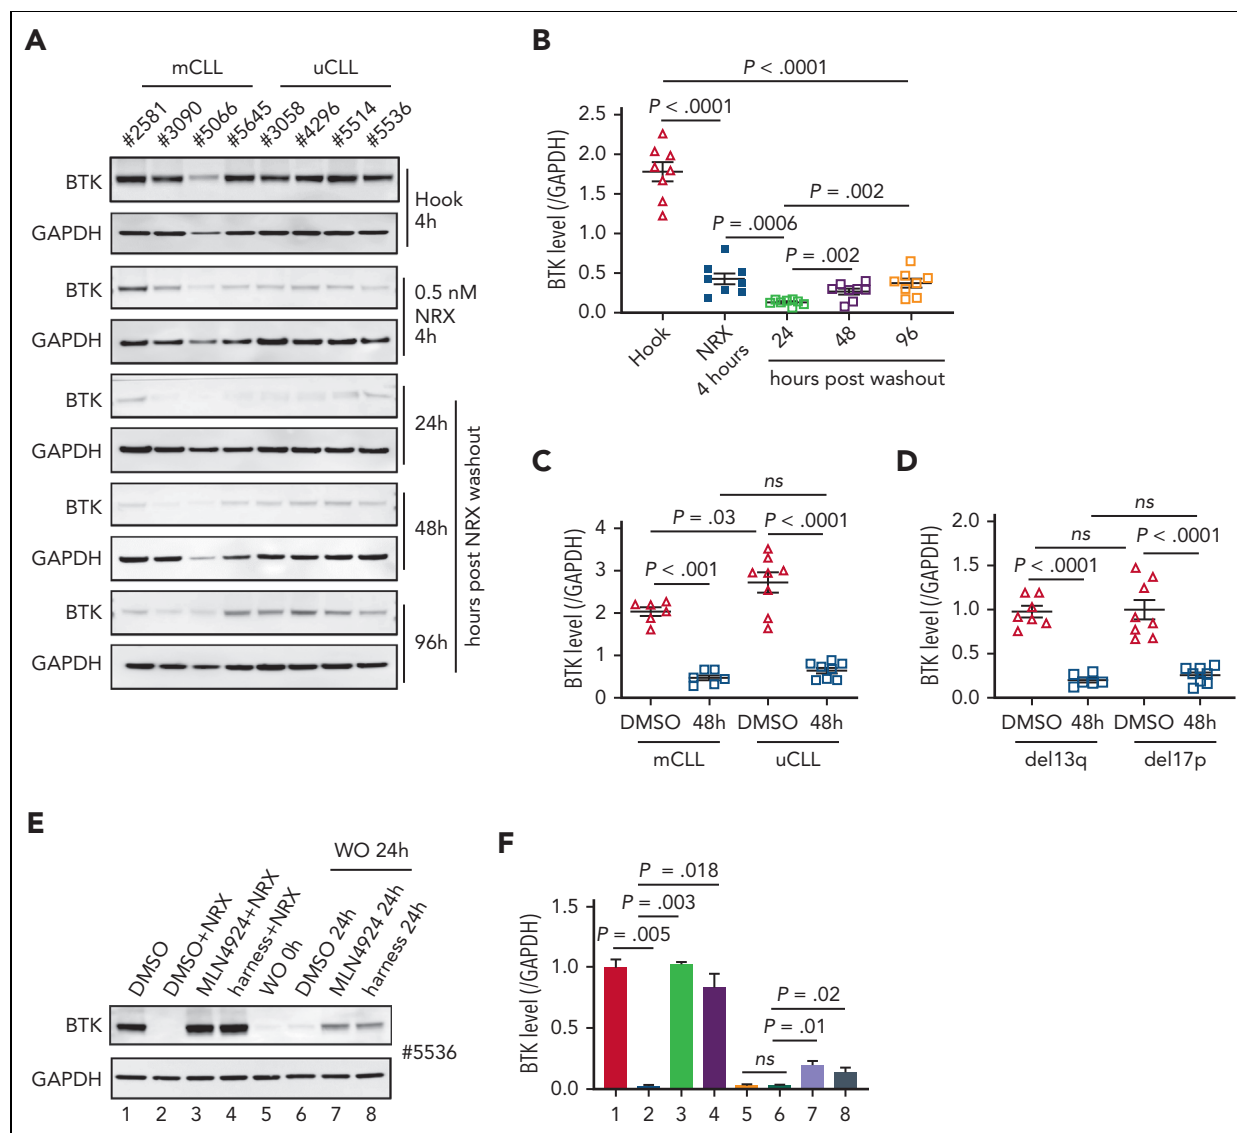 A
mCLL
uCLL
#2581
#3090
#5066
#5645
#3058
#4296
#5514
#5536
BTK
GAPDH
Hook
4h
BTK
GAPDH
0.5 nM
NRX
4h
BTK
GAPDH
24h
BTK
GAPDH
48h
BTK
GAPDH
96h
hours post NRX washout
B
P < .0001
P < .0001
P = .002
P = .0006
P = .002
BTK level (/GAPDH)
2.5
2.0
1.5
1.0
0.5
0.0
Hook
NRX
4 hours
24
48
96
hours post washout
C
ns
P = .03
P < .0001
P < .001
BTK level (/GAPDH)
4
3
2
1
0
DMSO 48h DMSO 48h
mCLL
uCLL
D
ns
ns
P < .0001
P < .0001
BTK level (/GAPDH)
2.0
1.5
1.0
0.5
0.0
DMSO 48h DMSO 48h
del13q
del17p
E
WO 24h
DMSO
DMSO+NRX
MLN4924+NRX
harness+NRX
WO 0h
DMSO 24h
MLN4924 24h
harness 24h
BTK
GAPDH
#5536
1 2 3 4 5 6 7 8
F
P = .018
P = .003
P = .005
P = .02
P = .01
ns
BTK level (/GAPDH)
1.5
1.0
0.5
0.0
1 2 3 4 5 6 7 8